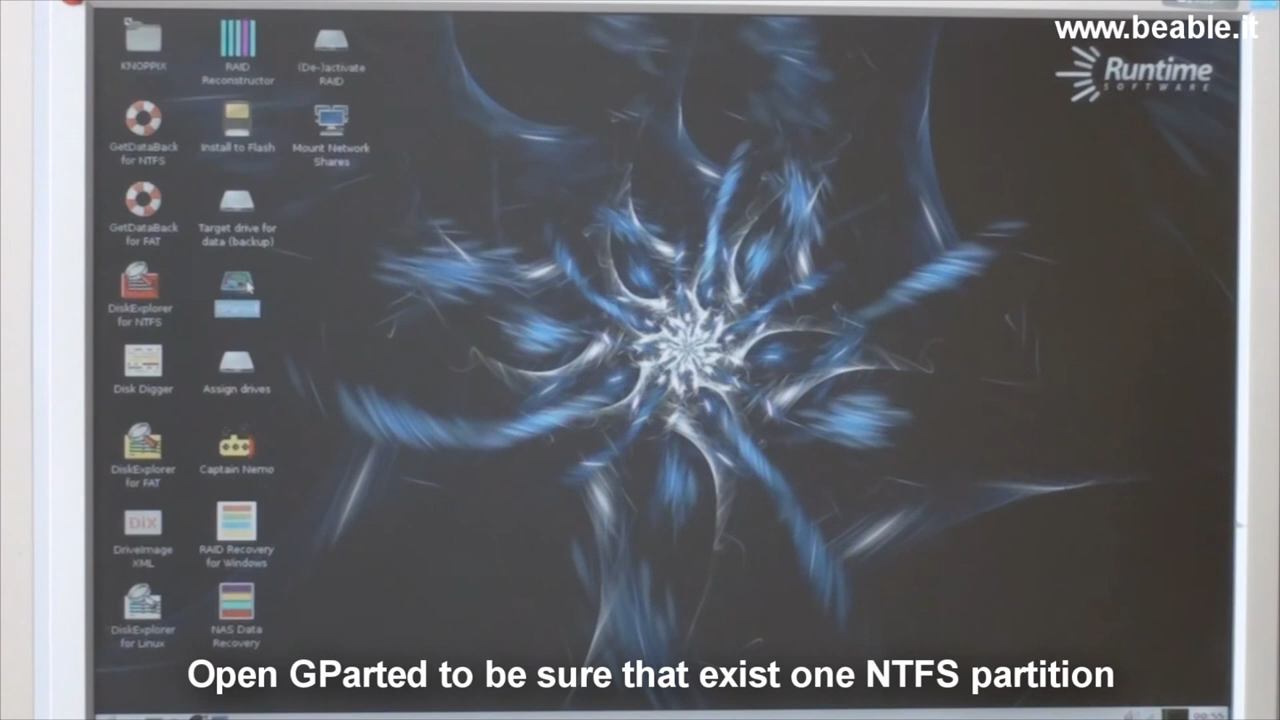 www.beable.it
Runtime
SOFTWARE
KNOPPIX
RAID
Reconstructor
(De-)activate
RAID
GetDataBack
for NTFS
Install to Flash
Mount Network
Shares
GetDataBack
for FAT
Target drive for
data (backup)
DiskExplorer
for NTFS
GParted
Disk Digger
Assign drives
DiskExplorer
for FAT
Captain Nemo
DiX
DriveImage
XML
RAID Recovery
for Windows
DiskExplorer
for Linux
NAS Data
Recovery
Open GParted to be sure that exist one NTFS partition